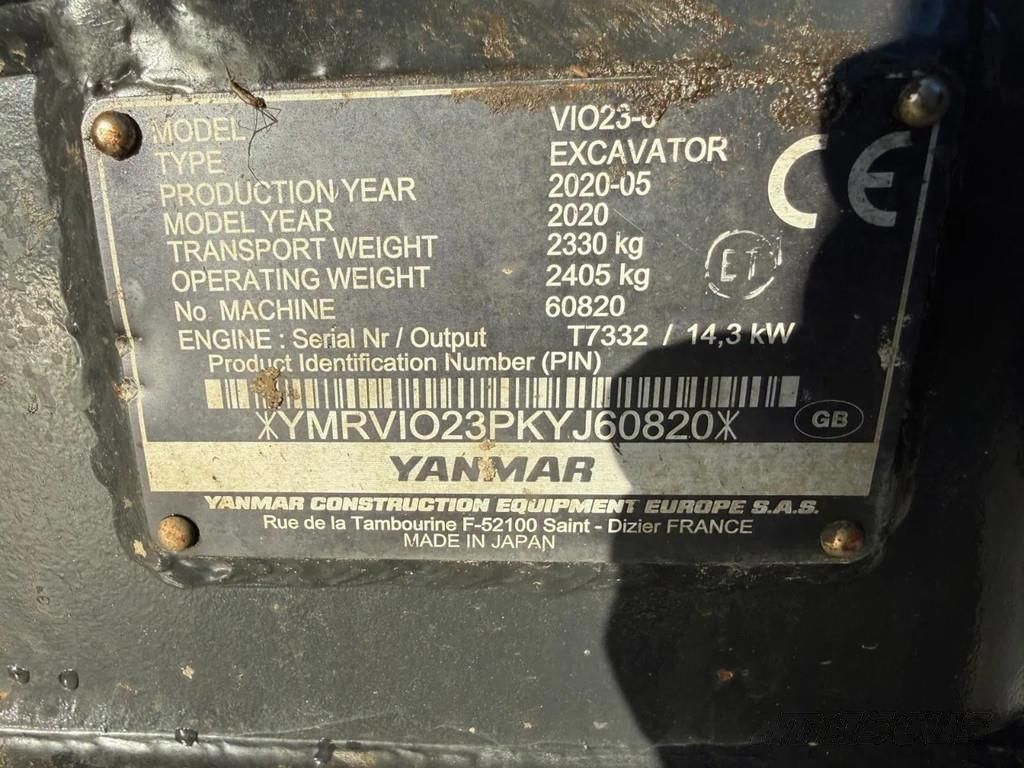 MODEL VIO23-6
TYPE EXCAVATOR
PRODUCTION YEAR 2020-05
MODEL YEAR 2020
TRANSPORT WEIGHT 2330 kg
OPERATING WEIGHT 2405 kg
No. MACHINE 60820
ENGINE : Serial Nr / Output T7332 / 14,3 kW
Product Identification Number (PIN)
*YMRVIO23PKYJ60820*
CE
ET
GB
YANMAR
YANMAR CONSTRUCTION EQUIPMENT EUROPE S.A.S.
Rue de la Tambourine F-52100 Saint - Dizier FRANCE
MADE IN JAPAN